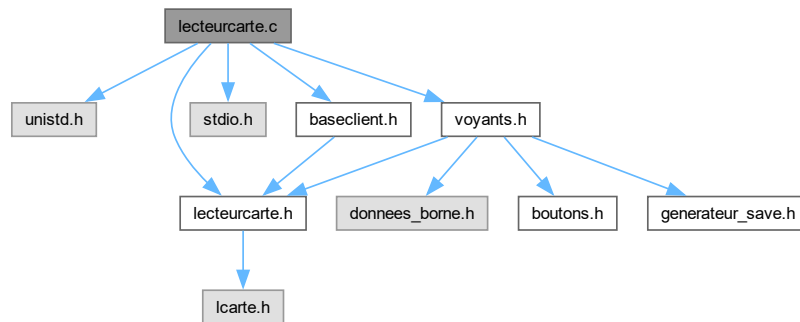 lecteurcarte.c
unistd.h
stdio.h
baseclient.h
voyants.h
lecteurcarte.h
donnees_borne.h
boutons.h
generateur_save.h
lcarte.h